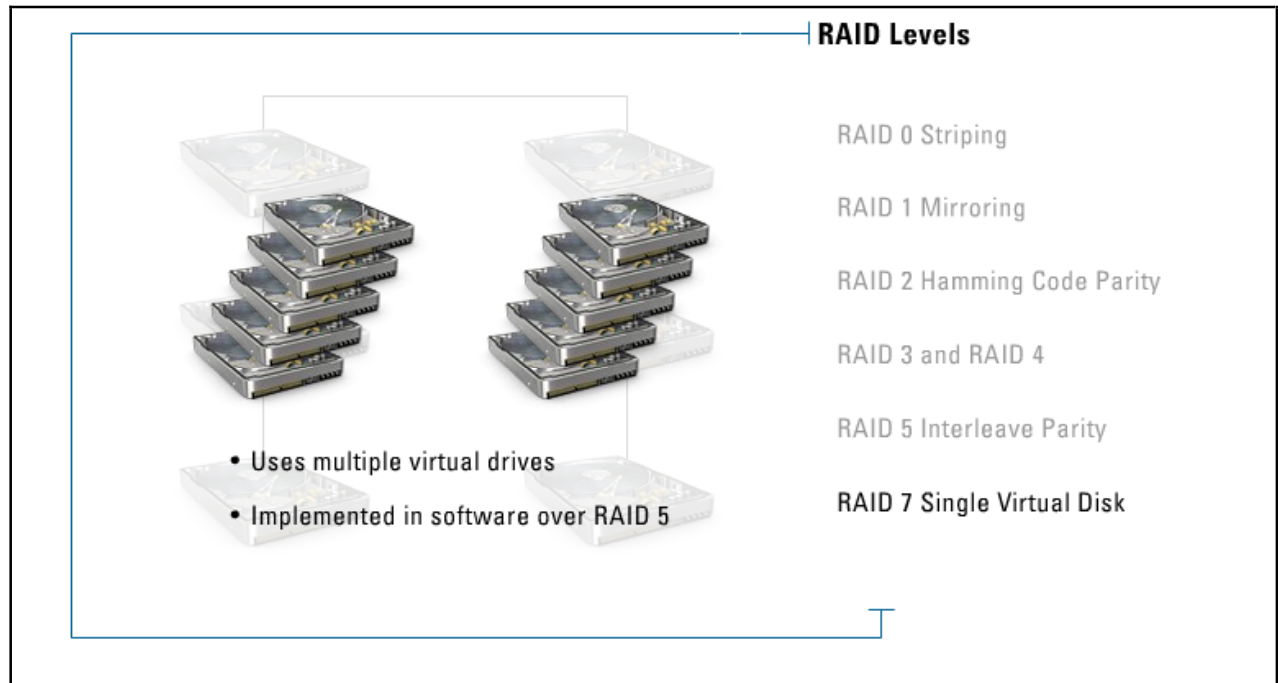 RAID Levels
RAID 0 Striping
RAID 1 Mirroring
RAID 2 Hamming Code Parity
RAID 3 and RAID 4
RAID 5 Interleave Parity
RAID 7 Single Virtual Disk
• Uses multiple virtual drives
• Implemented in software over RAID 5